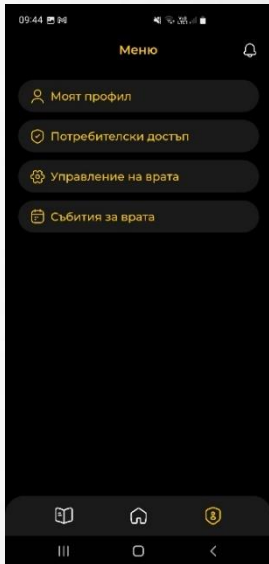 09:44
Меню
Моят профил
Потребителски достъп
Управление на врата
Събития за врата